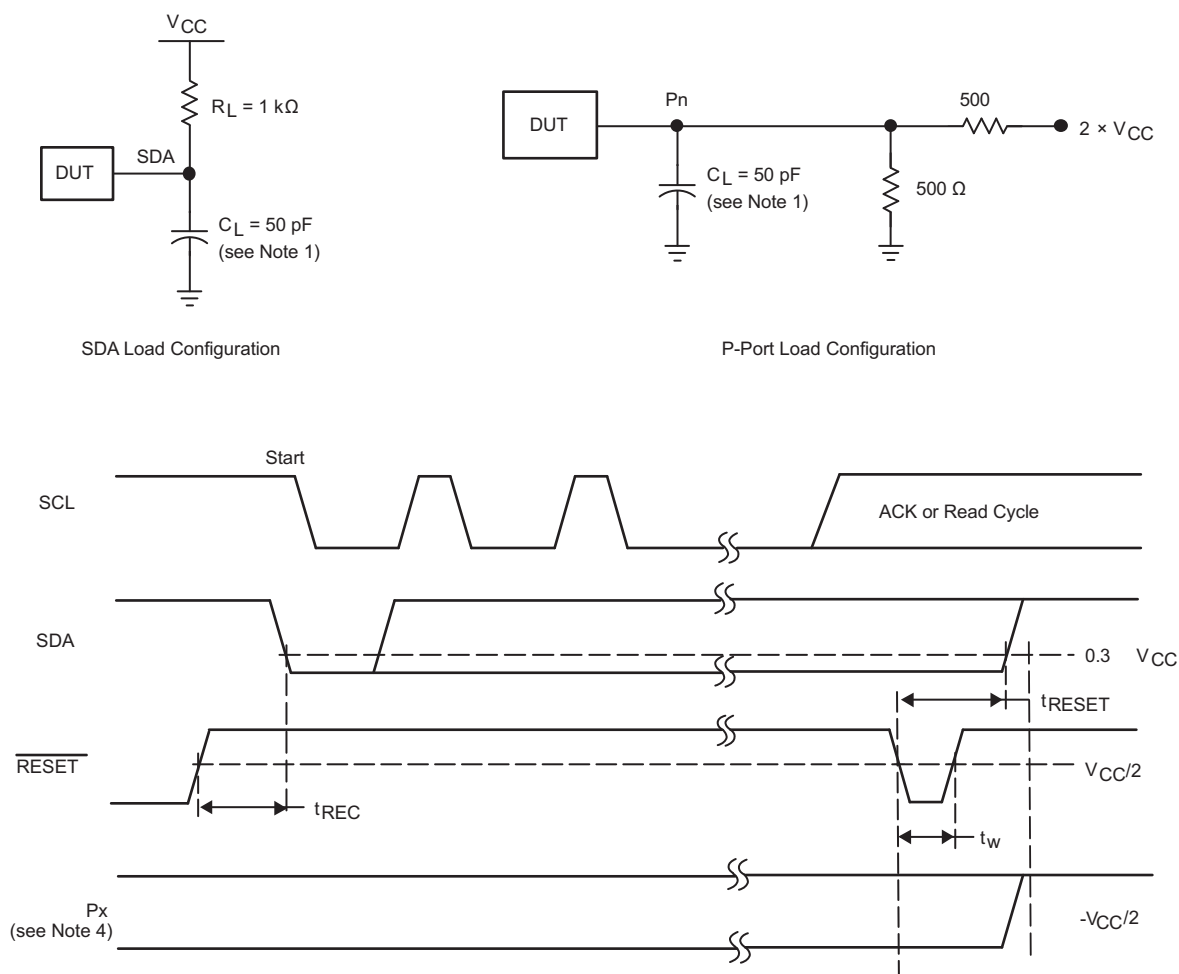 VCC
RL = 1 kΩ
DUT
SDA
CL = 50 pF
(see Note 1)
SDA Load Configuration
DUT
Pn
500
2 × VCC
CL = 50 pF
(see Note 1)
500 Ω
P-Port Load Configuration
Start
SCL
ACK or Read Cycle
SDA
0.3 VCC
tRESET
RESET
VCC/2
tREC
tw
Px
(see Note 4)
-VCC/2